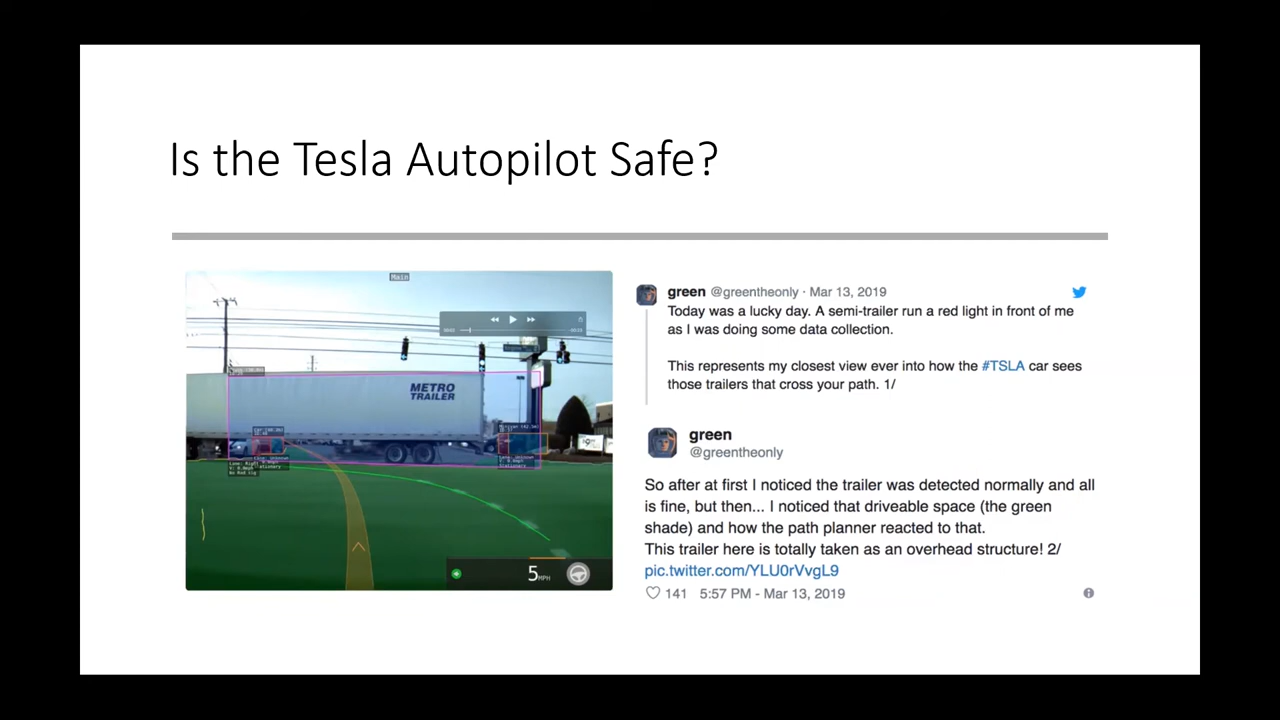 Is the Tesla Autopilot Safe?
Main
METRO
TRAILER
5 MPH
green @greentheonly · Mar 13, 2019
Today was a lucky day. A semi-trailer run a red light in front of me
as I was doing some data collection.
This represents my closest view ever into how the #TSLA car sees
those trailers that cross your path. 1/
green
@greentheonly
So after at first I noticed the trailer was detected normally and all
is fine, but then... I noticed that driveable space (the green
shade) and how the path planner reacted to that.
This trailer here is totally taken as an overhead structure! 2/
pic.twitter.com/YLU0rVvgL9
141 5:57 PM - Mar 13, 2019